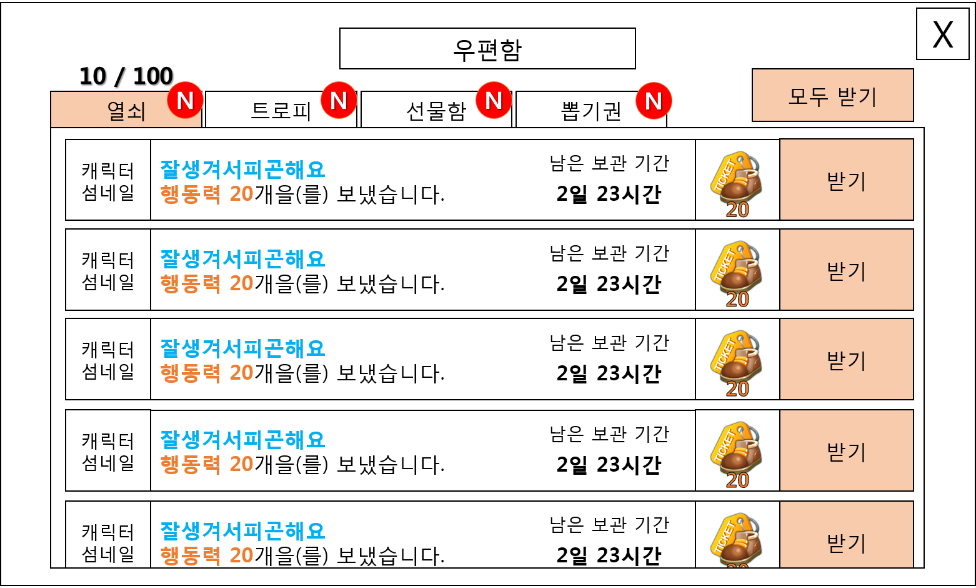 우편함
X
10 / 100
열쇠 N
트로피 N
선물함 N
뽑기권 N
모두 받기
캐릭터
섬네일
잘생겨서피곤해요
행동력 20개을(를) 보냈습니다.
남은 보관 기간
2일 23시간
TICKET
20
받기
캐릭터
섬네일
잘생겨서피곤해요
행동력 20개을(를) 보냈습니다.
남은 보관 기간
2일 23시간
TICKET
20
받기
캐릭터
섬네일
잘생겨서피곤해요
행동력 20개을(를) 보냈습니다.
남은 보관 기간
2일 23시간
TICKET
20
받기
캐릭터
섬네일
잘생겨서피곤해요
행동력 20개을(를) 보냈습니다.
남은 보관 기간
2일 23시간
TICKET
20
받기
캐릭터
섬네일
잘생겨서피곤해요
행동력 20개을(를) 보냈습니다.
남은 보관 기간
2일 23시간
TICKET
20
받기